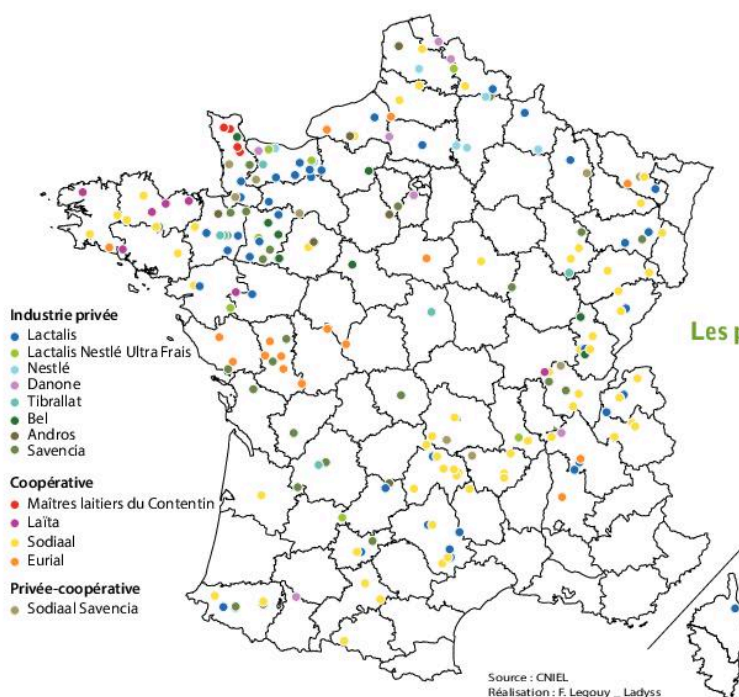 Industrie privée
Lactalis
Lactalis Nestlé Ultra Frais
Nestlé
Danone
Tibrallat
Bel
Andros
Savencia
Coopérative
Maîtres laitiers du Contentin
Laïta
Sodiaal
Eurial
Privée-coopérative
Sodiaal Savencia
Les p
Source : CNIEL
Réalisation : F. Legouy _ Ladyss